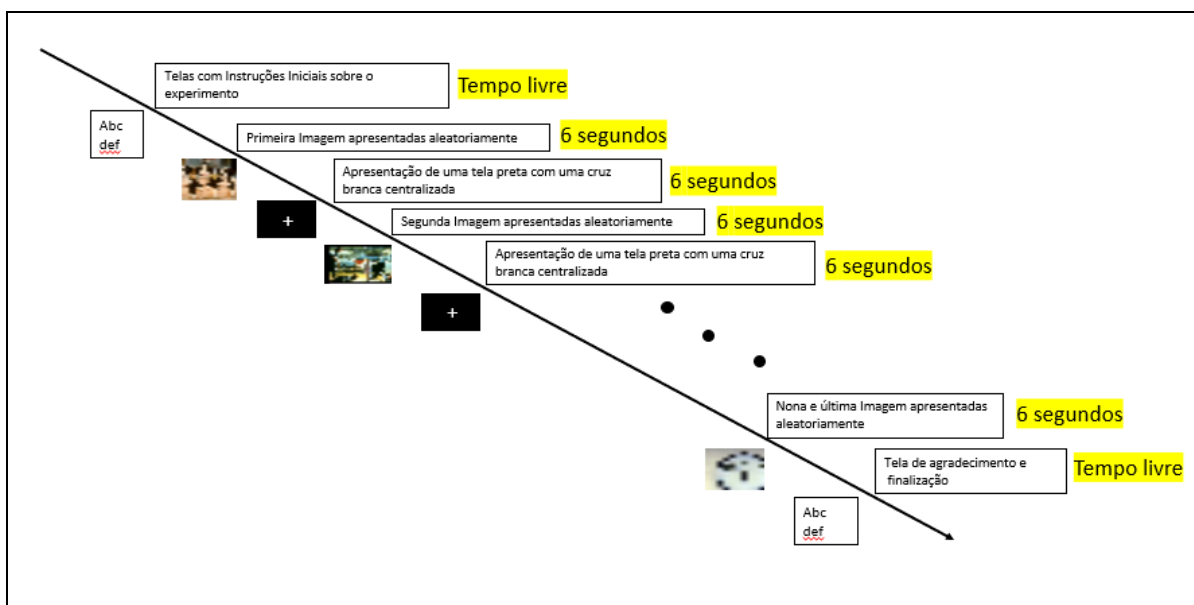 Telas com Instruções Iniciais sobre o
experimento
Tempo livre
Abc
def
Primeira Imagem apresentadas aleatoriamente
6 segundos
Apresentação de uma tela preta com uma cruz
branca centralizada
6 segundos
+
Segunda Imagem apresentadas aleatoriamente
6 segundos
Apresentação de uma tela preta com uma cruz
branca centralizada
6 segundos
+
Nona e última Imagem apresentadas
aleatoriamente
6 segundos
Tela de agradecimento e
finalização
Tempo livre
Abc
def